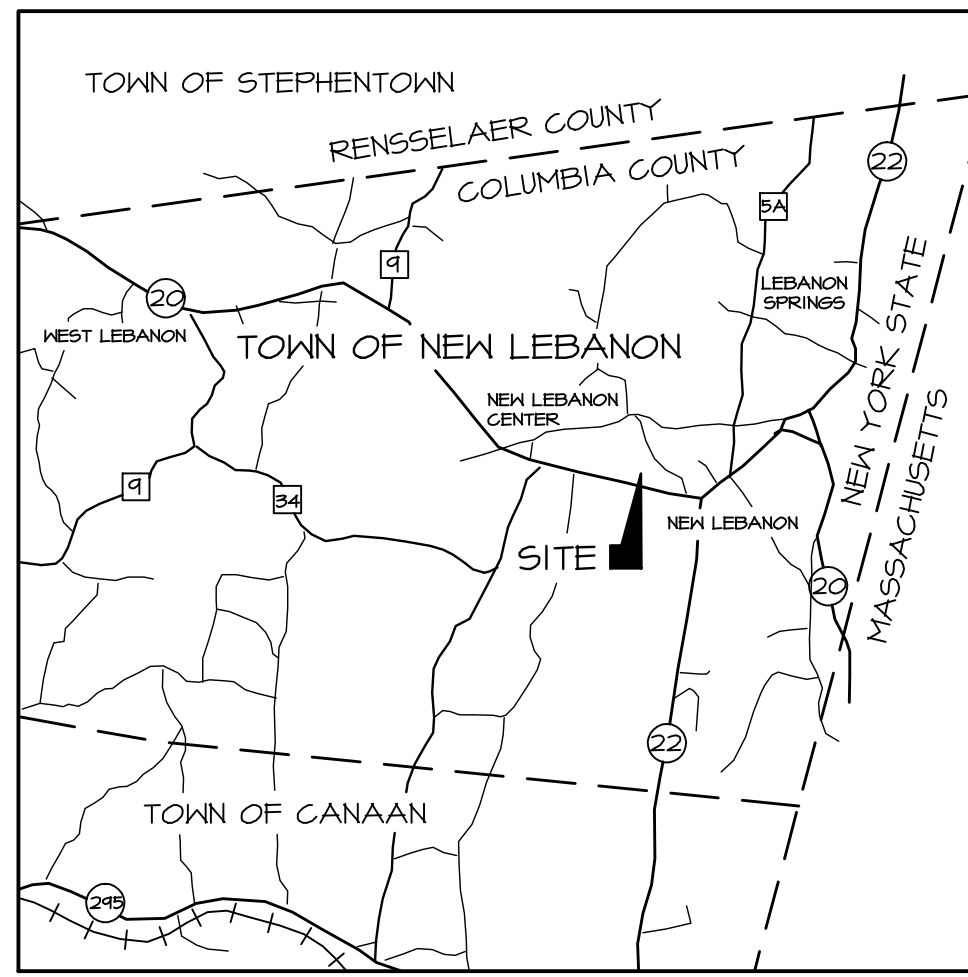 TOWN OF STEPHENTOWN
RENSSELAER COUNTY
COLUMBIA COUNTY
22
5A
9
20
LEBANON
SPRINGS
WEST LEBANON
TOWN OF NEW LEBANON
NEW YORK STATE
MASSACHUSETTS
NEW LEBANON
CENTER
9
34
NEW LEBANON
SITE
20
22
TOWN OF CANAAN
295